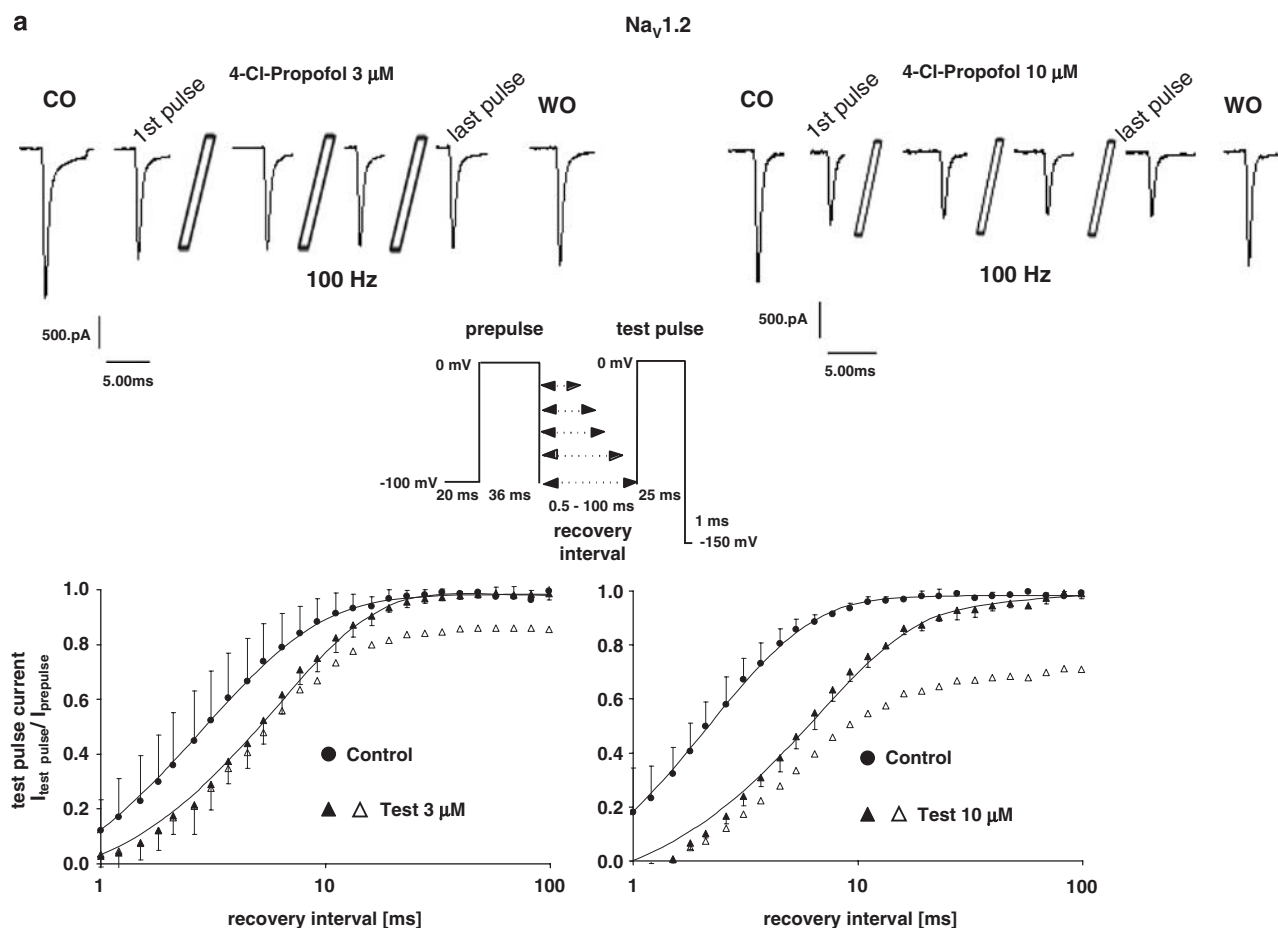 a
Na_V1.2
4-Cl-Propofol 3 µM
4-Cl-Propofol 10 µM
CO
1st pulse
last pulse
WO
CO
1st pulse
last pulse
WO
100 Hz
100 Hz
500.pA
5.00ms
500.pA
5.00ms
prepulse
test pulse
0 mV
0 mV
-100 mV
20 ms
36 ms
0.5 - 100 ms
25 ms
recovery
interval
1 ms
-150 mV
test pulse current
I_test pulse/ I_prepulse
1.0
0.8
0.6
0.4
0.2
0.0
Control
Test 3 µM
1
10
100
recovery interval [ms]
1.0
0.8
0.6
0.4
0.2
0.0
Control
Test 10 µM
1
10
100
recovery interval [ms]